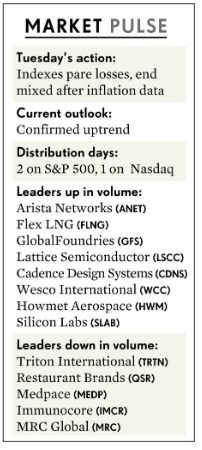 MARKET PULSE
Tuesday's action:
Indexes pare losses, end
mixed after inflation data
Current outlook:
Confirmed uptrend
Distribution days:
2 on S&P 500, 1 on Nasdaq
Leaders up in volume:
Arista Networks (ANET)
Flex LNG (FLNG)
GlobalFoundries (GFS)
Lattice Semiconductor (LSCC)
Cadence Design Systems (CDNS)
Wesco International (WCC)
Howmet Aerospace (HWM)
Silicon Labs (SLAB)
Leaders down in volume:
Triton International (TRTN)
Restaurant Brands (QSR)
Medpace (MEDP)
Immunocore (IMCR)
MRC Global (MRC)